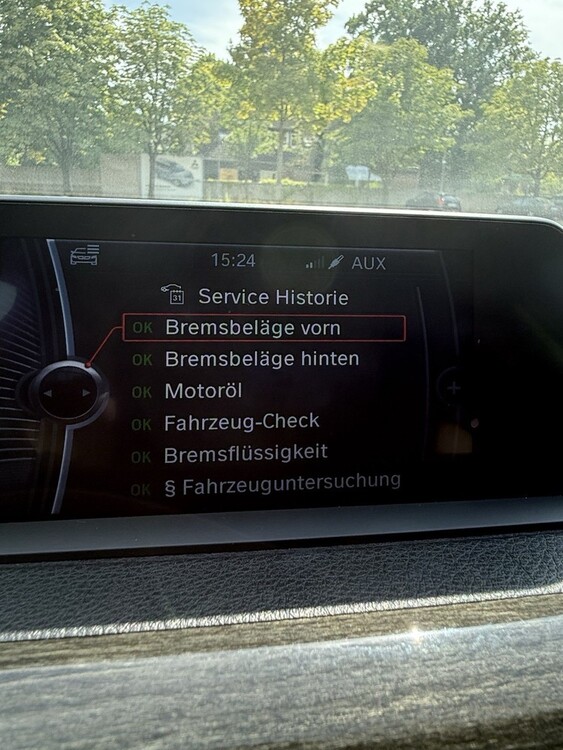 15:24 AUX
31 Service Historie
OK Bremsbeläge vorn
OK Bremsbeläge hinten
OK Motoröl
OK Fahrzeug-Check
OK Bremsflüssigkeit
OK § Fahrzeuguntersuchung